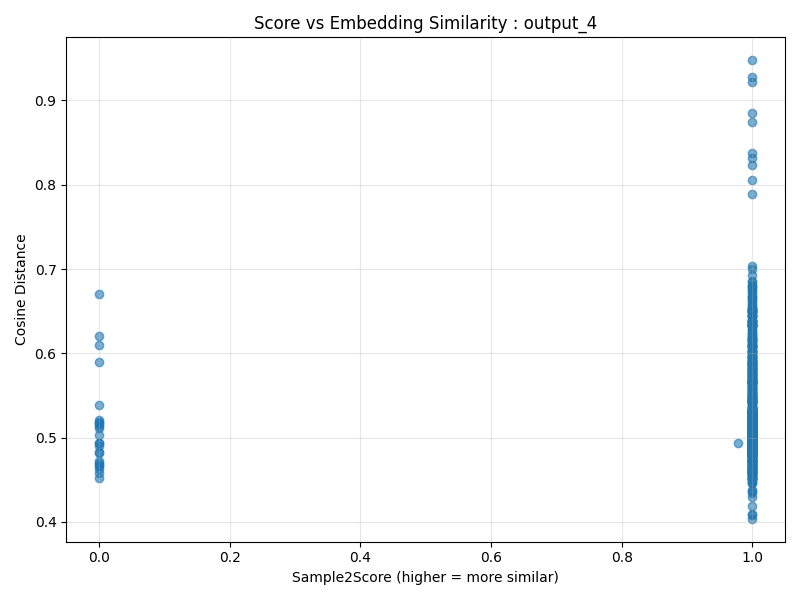 Score vs Embedding Similarity : output_4
Cosine Distance
0.9
0.8
0.7
0.6
0.5
0.4
0.0 0.2 0.4 0.6 0.8 1.0
Sample2Score (higher = more similar)